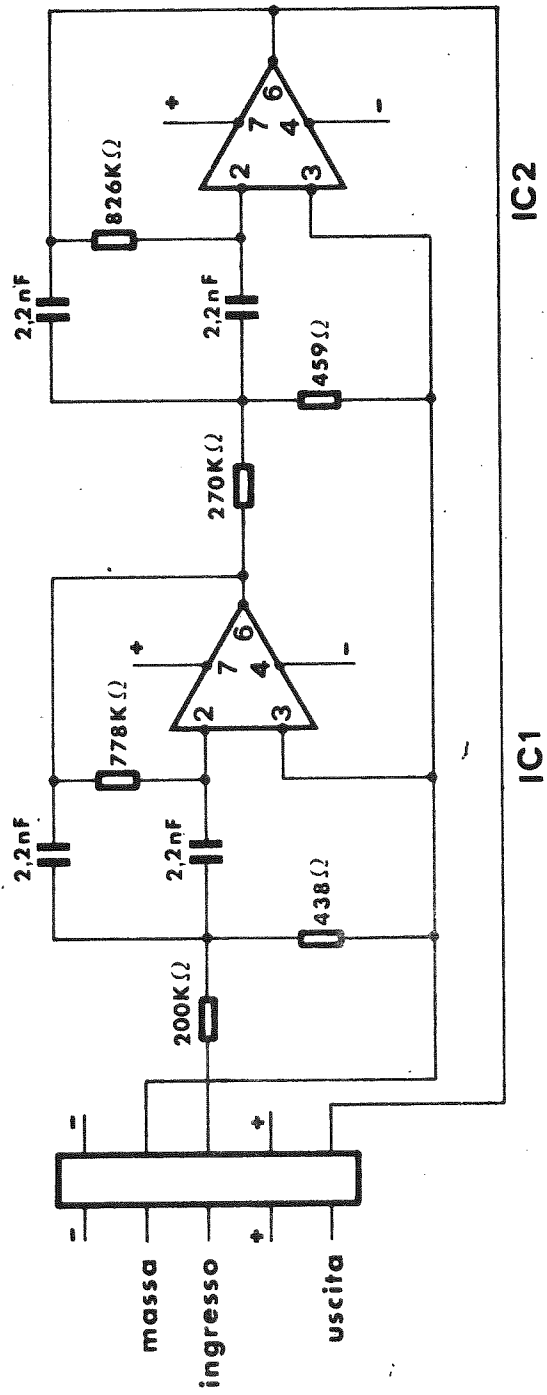 -
massa
ingresso
+
uscita
-
+
200KΩ
438Ω
2,2nF
2,2nF
778KΩ
2
3
+
7
4
-
6
IC1
270KΩ
459Ω
2,2nF
2,2nF
826KΩ
2
3
+
7
4
-
6
IC2